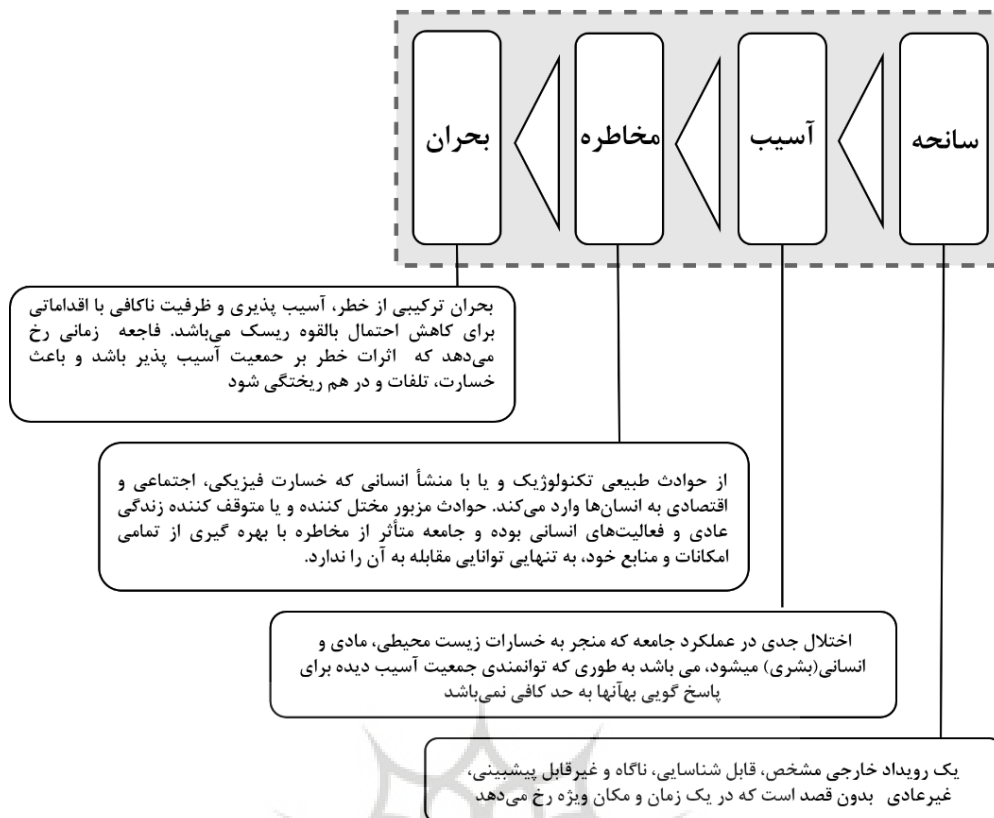 سانحه
آسیب
مخاطره
بحران
بحران ترکیبی از خطر، آسیب پذیری و ظرفیت ناکافی با اقداماتی
برای کاهش احتمال بالقوه ریسک می‌باشد. فاجعه زمانی رخ
می‌دهد که اثرات خطر بر جمعیت آسیب پذیر باشد و باعث
خسارت، تلفات و در هم ریختگی شود
از حوادث طبیعی تکنولوژیک و یا با منشأ انسانی که خسارت فیزیکی، اجتماعی و
اقتصادی به انسان‌ها وارد می‌کند. حوادث مزبور مختل کننده و یا متوقف کننده زندگی
عادی و فعالیت‌های انسانی بوده و جامعه متأثر از مخاطره با بهره گیری از تمامی
امکانات و منابع خود، به تنهایی توانایی مقابله به آن را ندارد.
اختلال جدی در عملکرد جامعه که منجر به خسارات زیست محیطی، مادی و
انسانی(بشری) میشود، می باشد به طوری که توانمندی جمعیت آسیب دیده برای
پاسخ گویی بهآنها به حد کافی نمی‌باشد
یک رویداد خارجی مشخص، قابل شناسایی، ناگاه و غیرقابل پیشبینی،
غیرعادی بدون قصد است که در یک زمان و مکان ویژه رخ می‌دهد